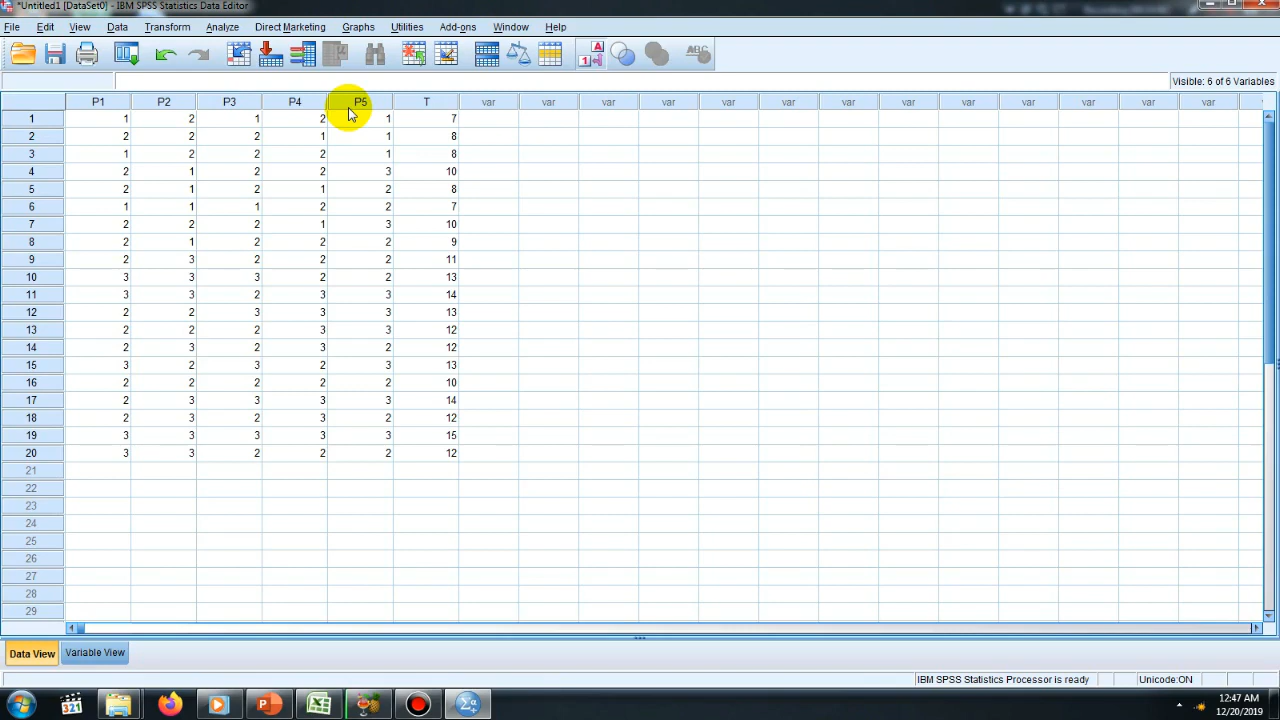 *Untitled1 [DataSet0] - IBM SPSS Statistics Data Editor
File Edit View Data Transform Analyze Direct Marketing Graphs Utilities Add-ons Window Help
Visible: 6 of 6 Variables
P1 P2 P3 P4 P5 T var var var var var var var var var var var var var
1 1 2 1 2 1 7
2 2 2 2 1 1 8
3 1 2 2 2 1 8
4 2 1 2 2 3 10
5 2 1 2 1 2 8
6 1 1 1 2 2 7
7 2 2 2 1 3 10
8 2 1 2 2 2 9
9 2 3 2 2 2 11
10 3 3 3 2 2 13
11 3 3 2 3 3 14
12 2 2 3 3 3 13
13 2 2 2 3 3 12
14 2 3 2 3 2 12
15 3 2 3 2 3 13
16 2 2 2 2 2 10
17 2 3 3 3 3 14
18 2 3 2 3 2 12
19 3 3 3 3 3 15
20 3 3 2 2 2 12
21
22
23
24
25
26
27
28
29
Data View Variable View
IBM SPSS Statistics Processor is ready Unicode:ON
321 12:47 AM
12/20/2019